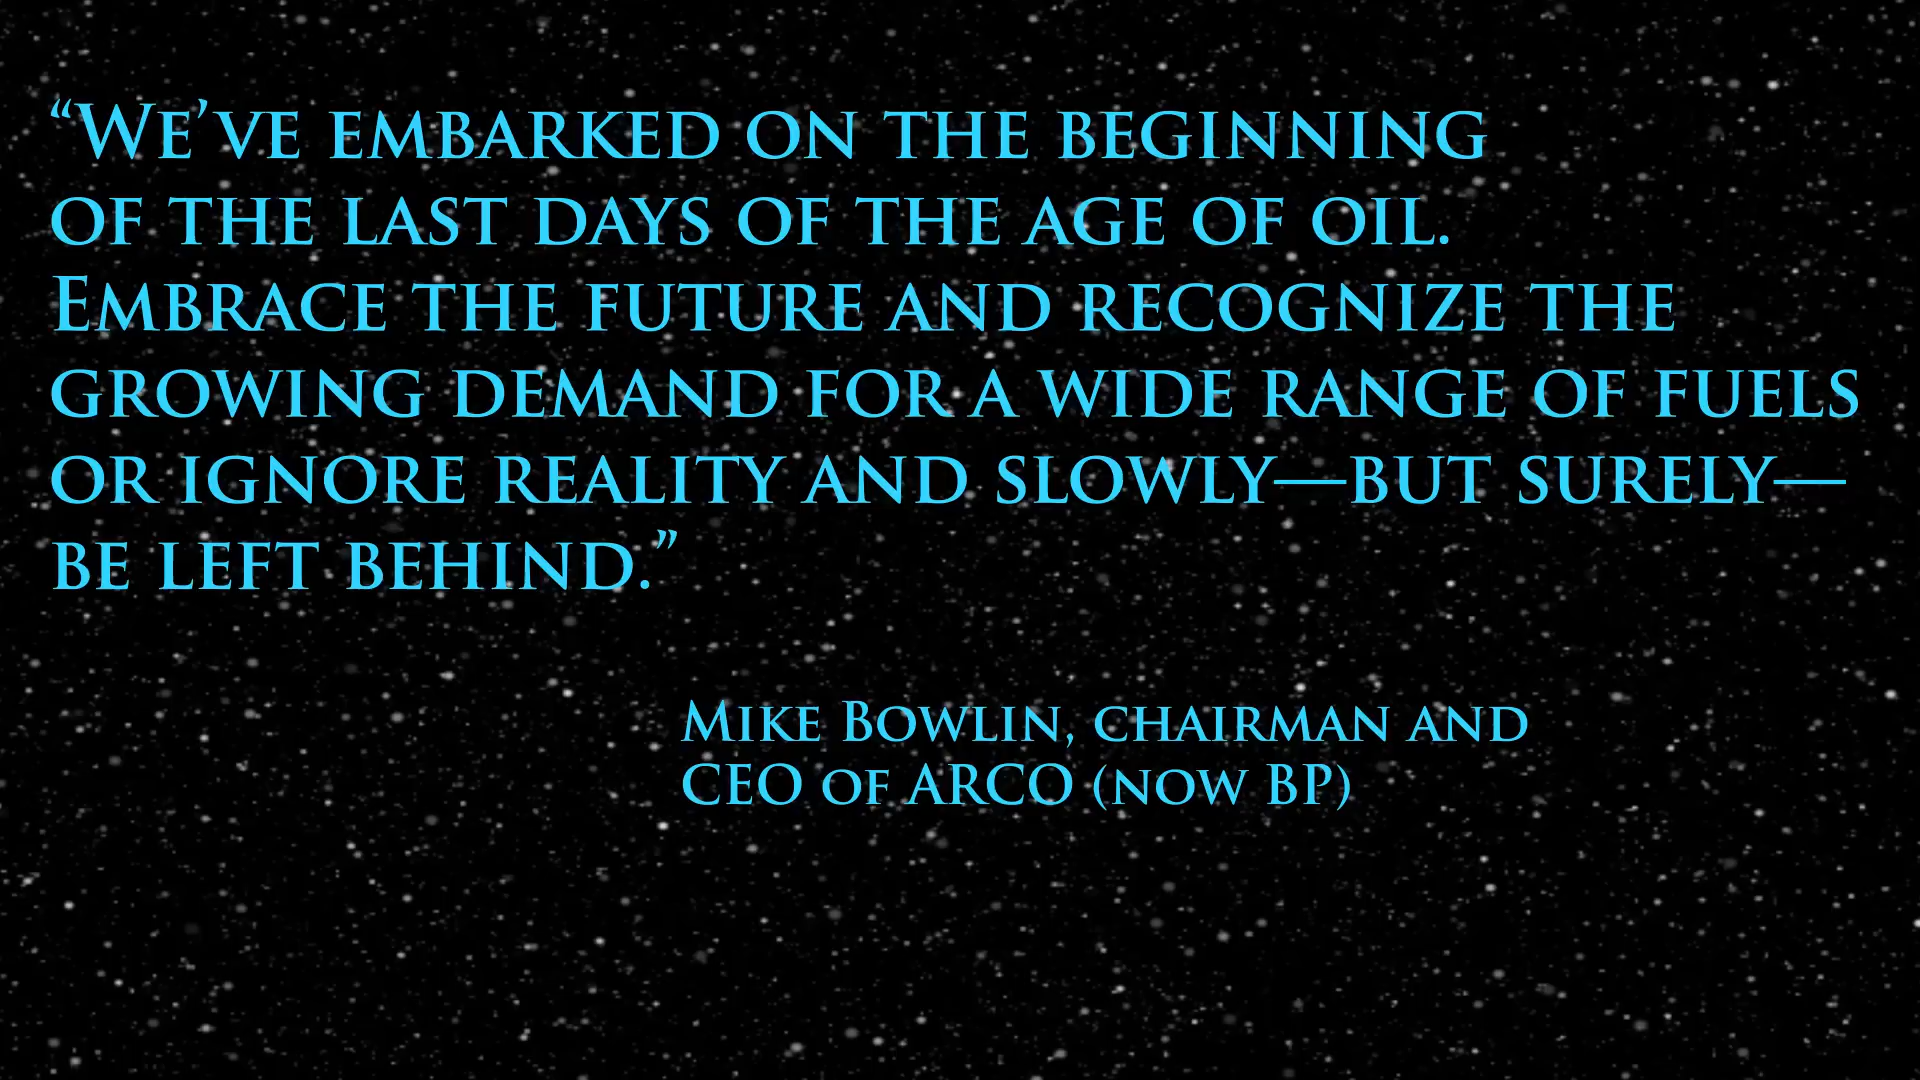 “We’ve embarked on the beginning
of the last days of the age of oil.
Embrace the future and recognize the
growing demand for a wide range of fuels
or ignore reality and slowly—but surely—
be left behind.”
Mike Bowlin, chairman and
CEO of ARCO (now BP)